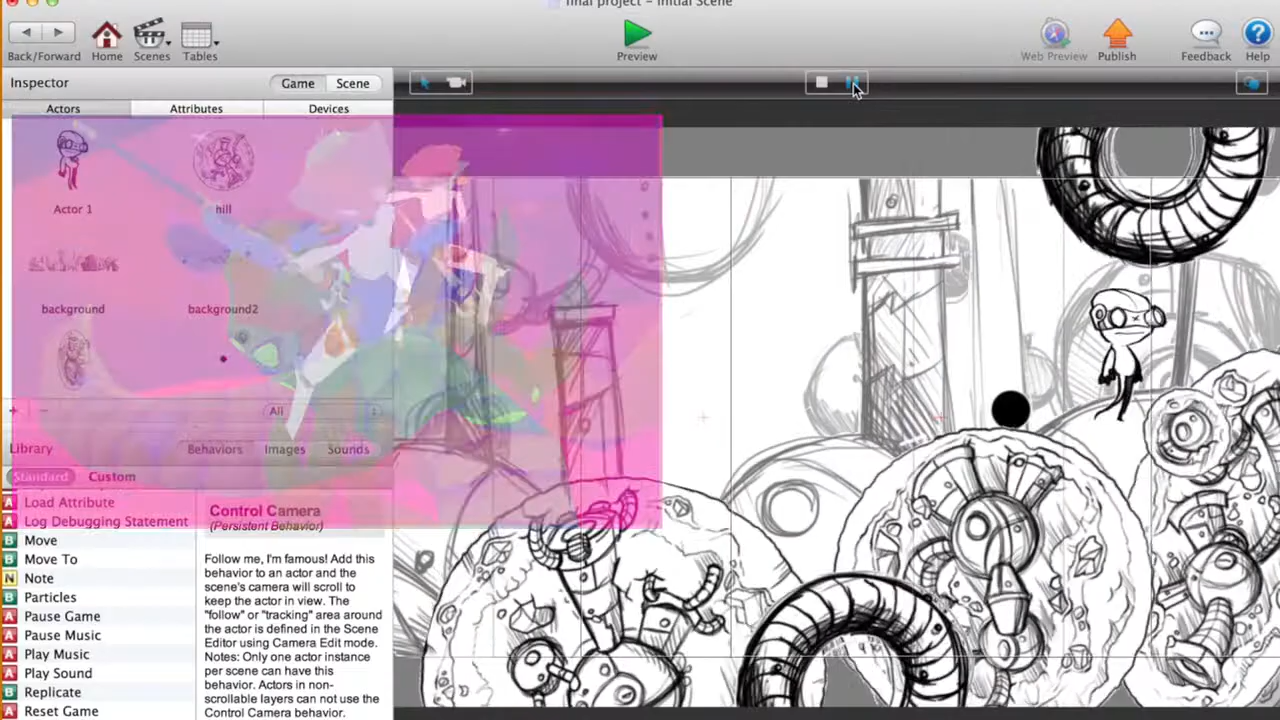 final project – Initial Scene
Back/Forward Home Scenes Tables Preview Web Preview Publish Feedback Help
Inspector Game Scene
Actors Attributes Devices
Actor 1 hill
background background2
+ − All
Library Behaviors Images Sounds
Standard Custom
A Load Attribute
A Log Debugging Statement
B Move
B Move To
N Note
B Particles
A Pause Game
A Pause Music
A Play Music
A Play Sound
B Replicate
A Reset Game
Control Camera
(Persistent Behavior)
Follow me, I'm famous! Add this
behavior to an actor and the
scene's camera will scroll to
keep the actor in view. The
"follow" or "tracking" area around
the actor is defined in the Scene
Editor using Camera Edit mode.
Notes: Only one actor instance
per scene can have this
behavior. Actors in non-
scrollable layers can not use the
Control Camera behavior.